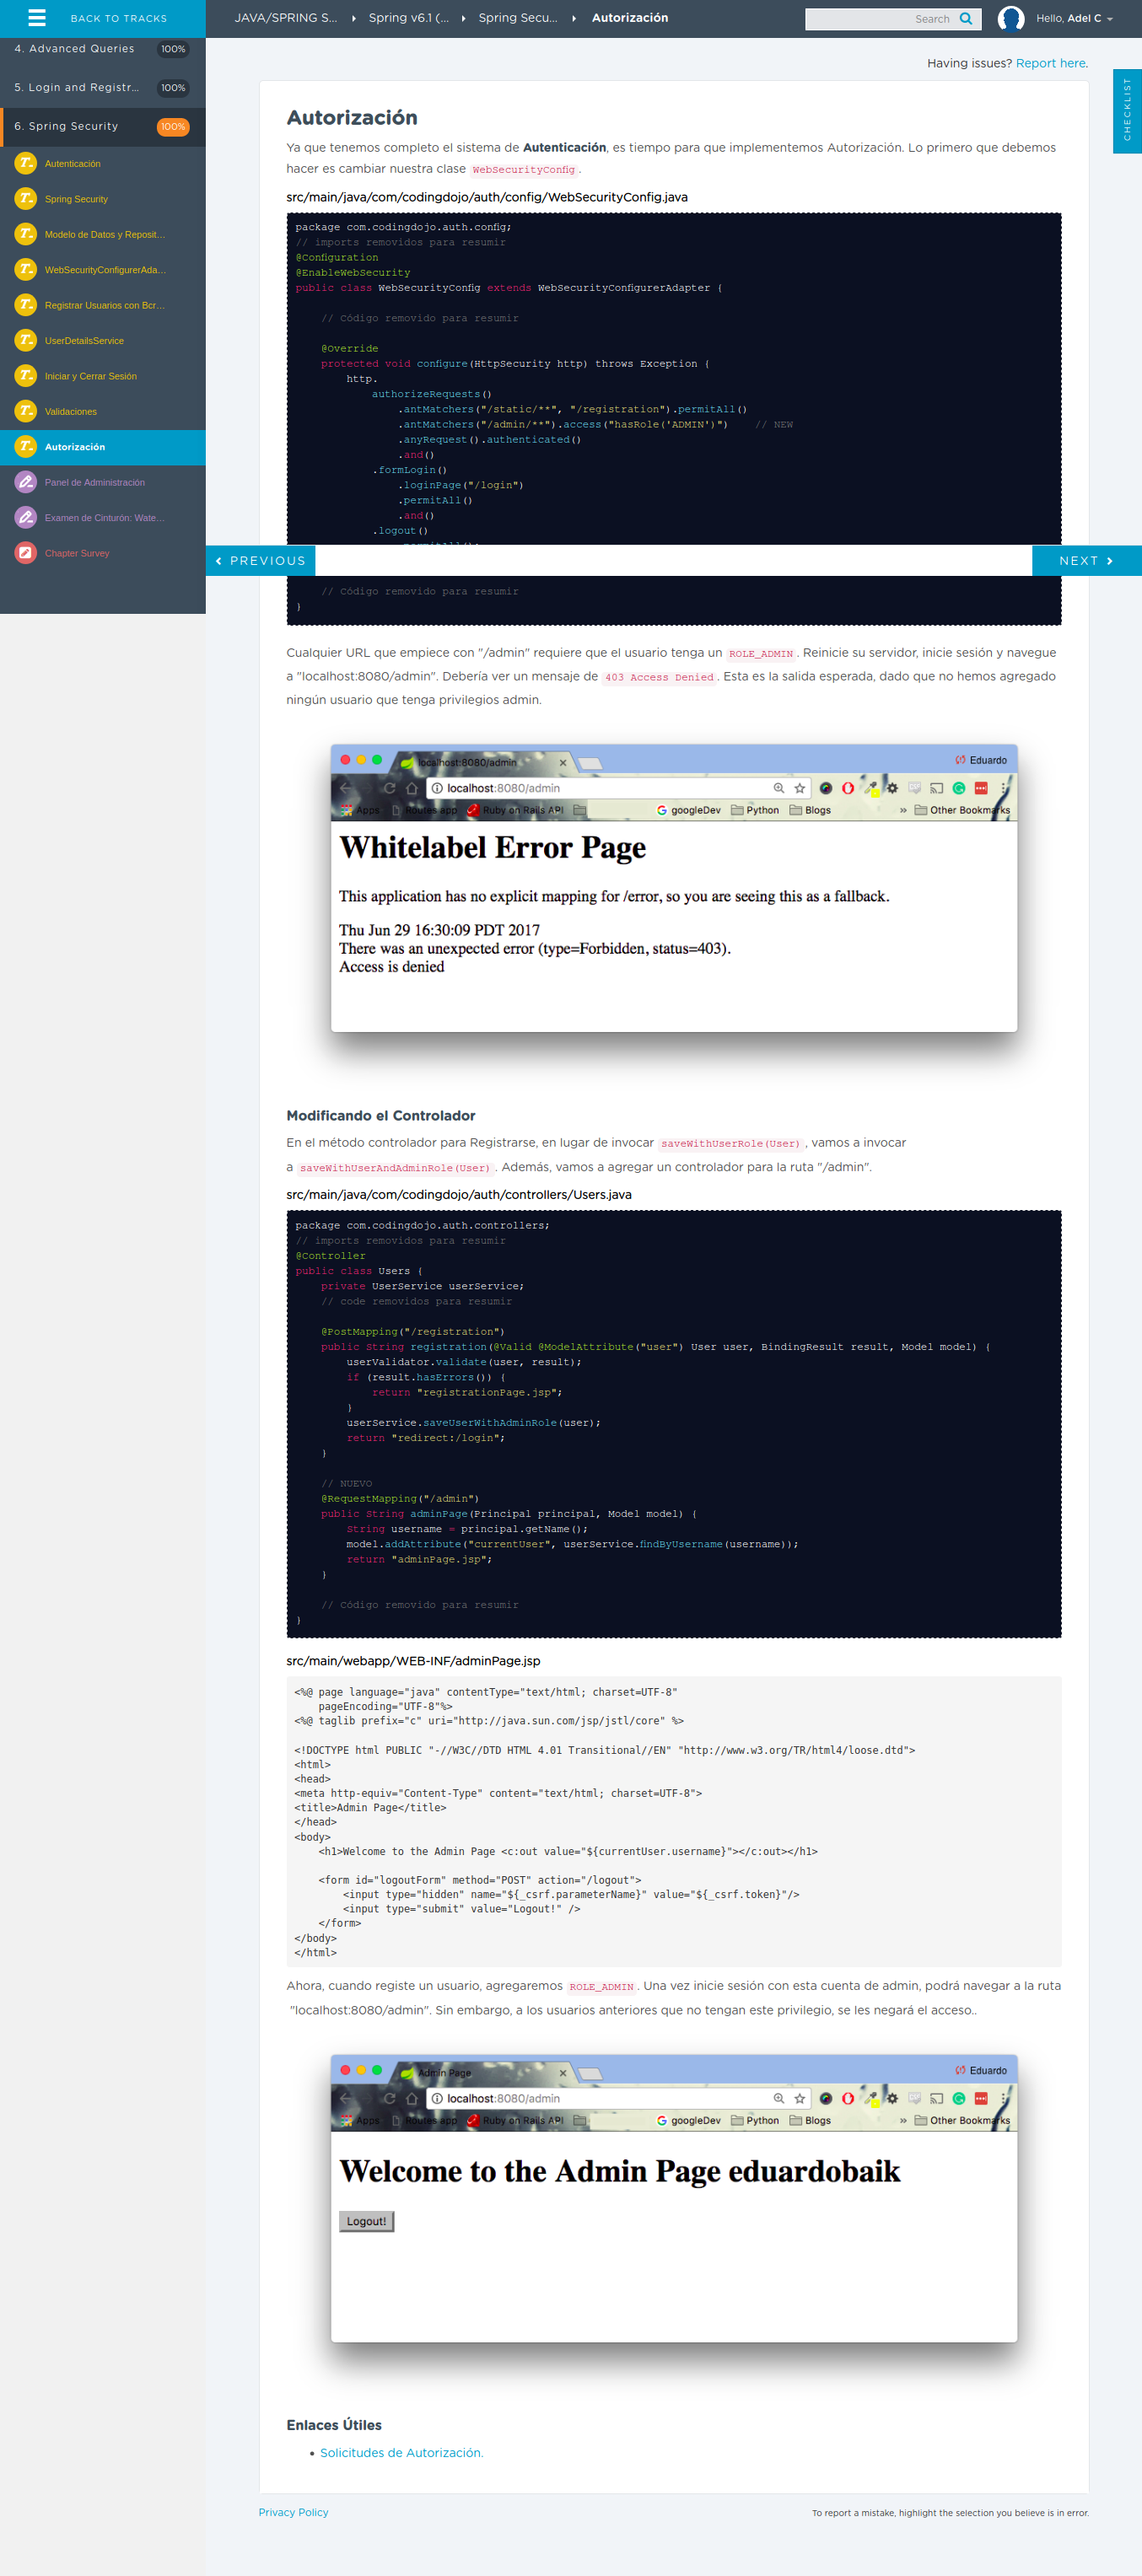 BACK TO TRACKS
JAVA/SPRING S...
Spring v6.1 (...
Spring Secu...
Autorización
Search
Hello, Adel C
4. Advanced Queries 100%
5. Login and Registr... 100%
6. Spring Security 100%
Autenticación
Spring Security
Modelo de Datos y Reposit...
WebSecurityConfigurerAda...
Registrar Usuarios con Bcr...
UserDetailsService
Iniciar y Cerrar Sesión
Validaciones
Autorización
Panel de Administración
Examen de Cinturón: Wate...
Chapter Survey
Having issues? Report here.
CHECKLIST
Autorización
Ya que tenemos completo el sistema de Autenticación, es tiempo para que implementemos Autorización. Lo primero que debemos
hacer es cambiar nuestra clase WebSecurityConfig.
src/main/java/com/codingdojo/auth/config/WebSecurityConfig.java
package com.codingdojo.auth.config;
// imports removidos para resumir
@Configuration
@EnableWebSecurity
public class WebSecurityConfig extends WebSecurityConfigurerAdapter {
// Código removido para resumir
@Override
protected void configure(HttpSecurity http) throws Exception {
http.
authorizeRequests()
.antMatchers("/static/**", "/registration").permitAll()
.antMatchers("/admin/**").access("hasRole('ADMIN')") // NEW
.anyRequest().authenticated()
.and()
.formLogin()
.loginPage("/login")
.permitAll()
.and()
.logout()
PREVIOUS
NEXT
// Código removido para resumir
}
Cualquier URL que empiece con "/admin" requiere que el usuario tenga un ROLE_ADMIN. Reinicie su servidor, inicie sesión y navegue
a "localhost:8080/admin". Debería ver un mensaje de 403 Access Denied. Esta es la salida esperada, dado que no hemos agregado
ningún usuario que tenga privilegios admin.
localhost:8080/admin
Eduardo
localhost:8080/admin
Apps Routes app Ruby on Rails API googleDev Python Blogs » Other Bookmarks
Whitelabel Error Page
This application has no explicit mapping for /error, so you are seeing this as a fallback.
Thu Jun 29 16:30:09 PDT 2017
There was an unexpected error (type=Forbidden, status=403).
Access is denied
Modificando el Controlador
En el método controlador para Registrarse, en lugar de invocar saveWithUserRole(User), vamos a invocar
a saveWithUserAndAdminRole(User). Además, vamos a agregar un controlador para la ruta "/admin".
src/main/java/com/codingdojo/auth/controllers/Users.java
package com.codingdojo.auth.controllers;
// imports removidos para resumir
@Controller
public class Users {
private UserService userService;
// code removidos para resumir
@PostMapping("/registration")
public String registration(@Valid @ModelAttribute("user") User user, BindingResult result, Model model) {
userValidator.validate(user, result);
if (result.hasErrors()) {
return "registrationPage.jsp";
}
userService.saveUserWithAdminRole(user);
return "redirect:/login";
}
// NUEVO
@RequestMapping("/admin")
public String adminPage(Principal principal, Model model) {
String username = principal.getName();
model.addAttribute("currentUser", userService.findByUsername(username));
return "adminPage.jsp";
}
// Código removido para resumir
}
src/main/webapp/WEB-INF/adminPage.jsp
<%@ page language="java" contentType="text/html; charset=UTF-8"
pageEncoding="UTF-8"%>
<%@ taglib prefix="c" uri="http://java.sun.com/jsp/jstl/core" %>
<!DOCTYPE html PUBLIC "-//W3C//DTD HTML 4.01 Transitional//EN" "http://www.w3.org/TR/html4/loose.dtd">
<html>
<head>
<meta http-equiv="Content-Type" content="text/html; charset=UTF-8">
<title>Admin Page</title>
</head>
<body>
<h1>Welcome to the Admin Page <c:out value="${currentUser.username}"></c:out></h1>
<form id="logoutForm" method="POST" action="/logout">
<input type="hidden" name="${_csrf.parameterName}" value="${_csrf.token}"/>
<input type="submit" value="Logout!" />
</form>
</body>
</html>
Ahora, cuando registe un usuario, agregaremos ROLE_ADMIN. Una vez inicie sesión con esta cuenta de admin, podrá navegar a la ruta
"localhost:8080/admin". Sin embargo, a los usuarios anteriores que no tengan este privilegio, se les negará el acceso..
Admin Page
Eduardo
localhost:8080/admin
Apps Routes app Ruby on Rails API googleDev Python Blogs » Other Bookmarks
Welcome to the Admin Page eduardobaik
Logout!
Enlaces Útiles
Solicitudes de Autorización.
Privacy Policy
To report a mistake, highlight the selection you believe is in error.